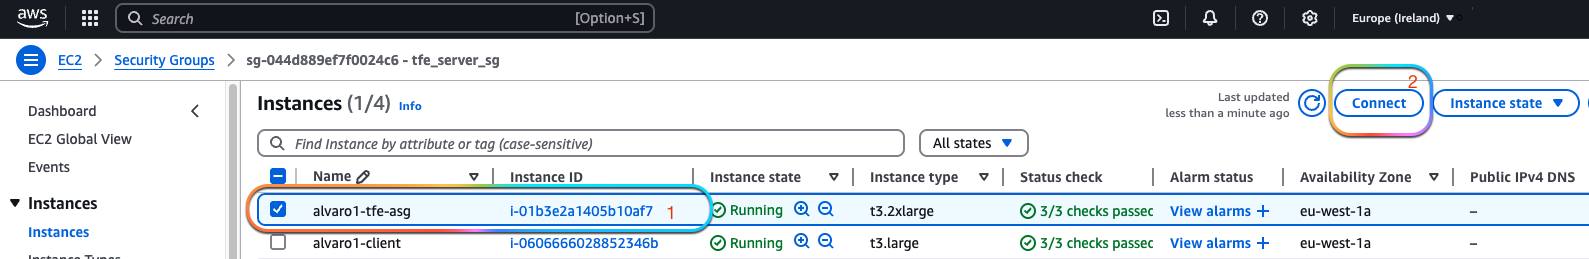 aws
Search
[Option+S]
Europe (Ireland)
EC2
Security Groups
sg-044d889ef7f0024c6 - tfe_server_sg
Dashboard
EC2 Global View
Events
Instances
Instances
Instance Types
Instances (1/4) Info
Last updated
less than a minute ago
2
Connect
Instance state
Find Instance by attribute or tag (case-sensitive)
All states
Name Instance ID Instance state Instance type Status check Alarm status Availability Zone Public IPv4 DNS
alvaro1-tfe-asg i-01b3e2a1405b10af7 1 Running t3.2xlarge 3/3 checks passec View alarms + eu-west-1a –
alvaro1-client i-0606666028852346b Running t3.large 3/3 checks passec View alarms + eu-west-1a –